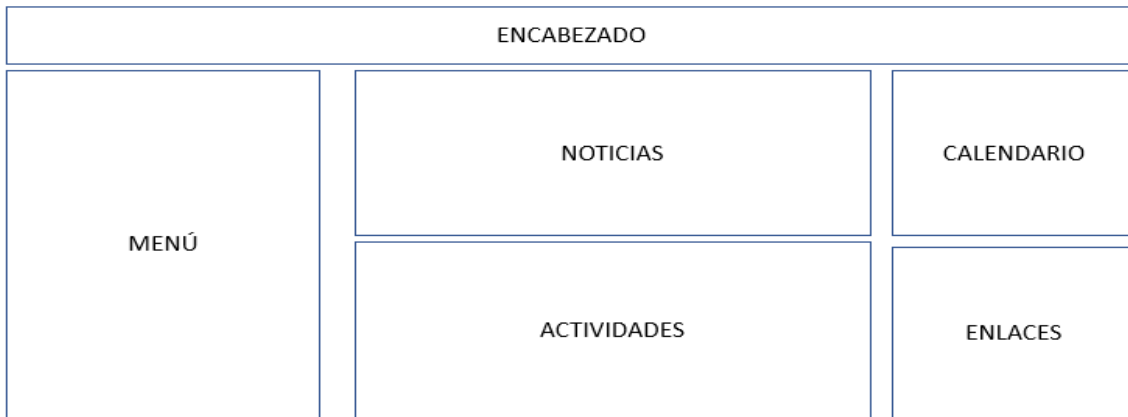 ENCABEZADO
MENÚ
NOTICIAS
CALENDARIO
ACTIVIDADES
ENLACES